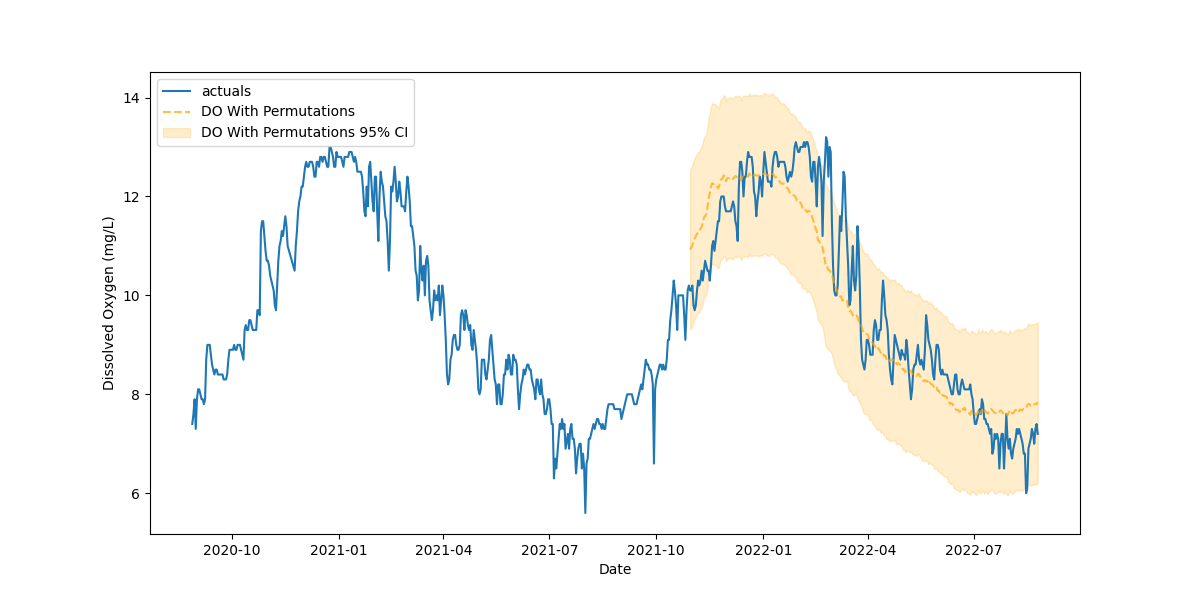 actuals
DO With Permutations
DO With Permutations 95% CI
14
12
10
8
6
Dissolved Oxygen (mg/L)
2020-10 2021-01 2021-04 2021-07 2021-10 2022-01 2022-04 2022-07
Date